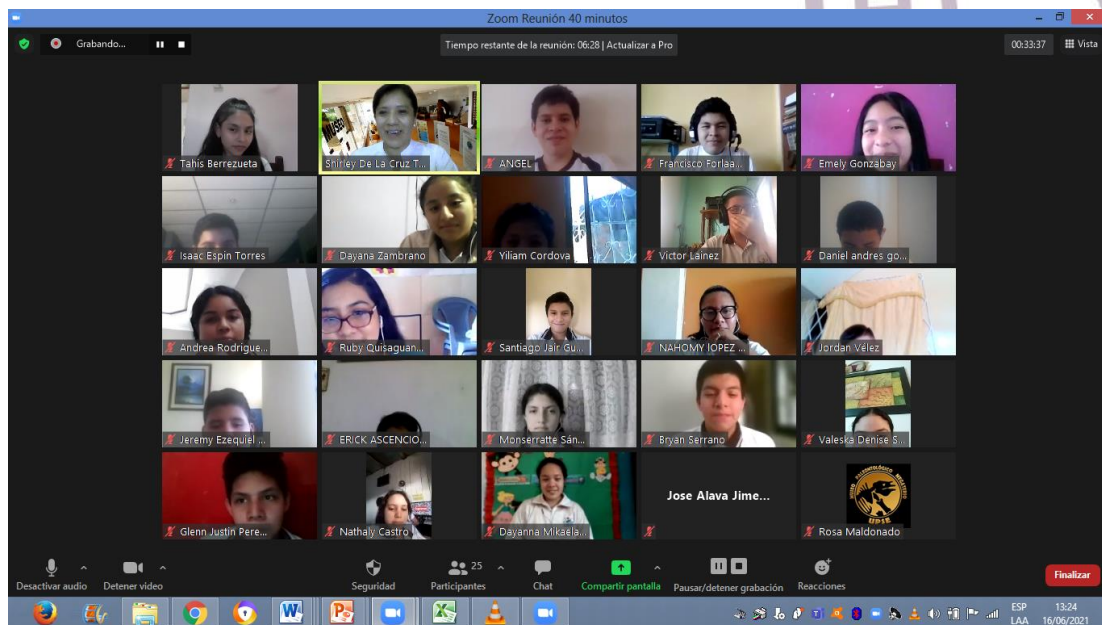 Zoom Reunión 40 minutos
Grabando...
Tiempo restante de la reunión: 06:28 | Actualizar a Pro
00:33:37
Vista
Tahis Berrezueta
Shirley De La Cruz T...
ANGEL
Francisco Forlaa...
Emely Gonzabay
Isaac Espin Torres
Dayana Zambrano
Yiliam Cordova
Victor Laínez
Daniel andres go...
Andrea Rodrigue...
Ruby Quisaguan...
Santiago Jair Gu...
NAHOMY lOPEZ ...
Jordan Vélez
Jeremy Ezequiel ...
ERICK ASCENCIO...
Monserratte Sán...
Bryan Serrano
Valeska Denise S...
Glenn Justin Pere...
Nathaly Castro
Dayanna Mikaela...
Jose Alava Jime...
UPSE
Rosa Maldonado
Desactivar audio
Detener video
Seguridad
Participantes
25
Chat
Compartir pantalla
Pausar/detener grabación
Reacciones
Finalizar
ESP
LAA
13:24
16/06/2021